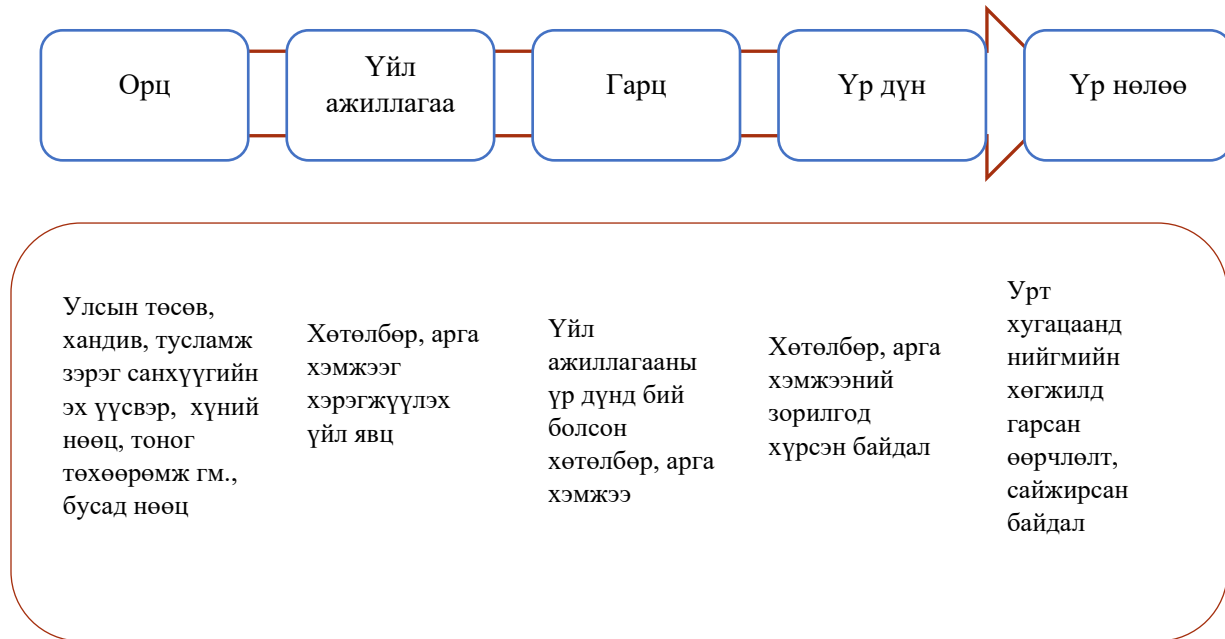 Орц
Үйл
ажиллагаа
Гарц
Үр дүн
Үр нөлөө
Улсын төсөв,
хандив, тусламж
зэрэг санхүүгийн
эх үүсвэр, хүний
нөөц, тоног
төхөөрөмж гм.,
бусад нөөц
Хөтөлбөр, арга
хэмжээг
хэрэгжүүлэх
үйл явц
Үйл
ажиллагааны
үр дүнд бий
болсон
хөтөлбөр, арга
хэмжээ
Хөтөлбөр, арга
хэмжээний
зорилгод
хүрсэн байдал
Урт
хугацаанд
нийгмийн
хөгжилд
гарсан
өөрчлөлт,
сайжирсан
байдал